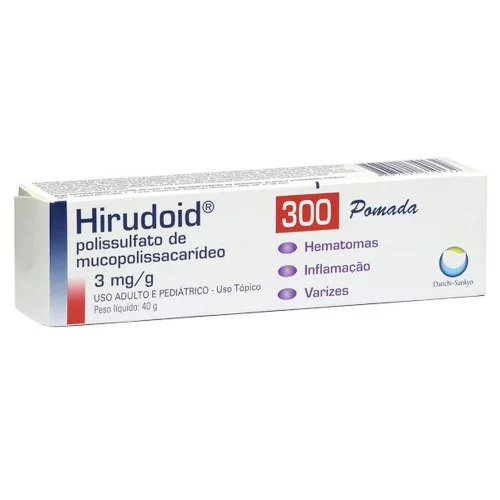 Hirudoid®
polissulfato de
mucopolissacarídeo
3 mg/g
USO ADULTO E PEDIÁTRICO - Uso Tópico
Peso líquido: 40 g
300 Pomada
Hematomas
Inflamação
Varizes
Daiichi-Sankyo